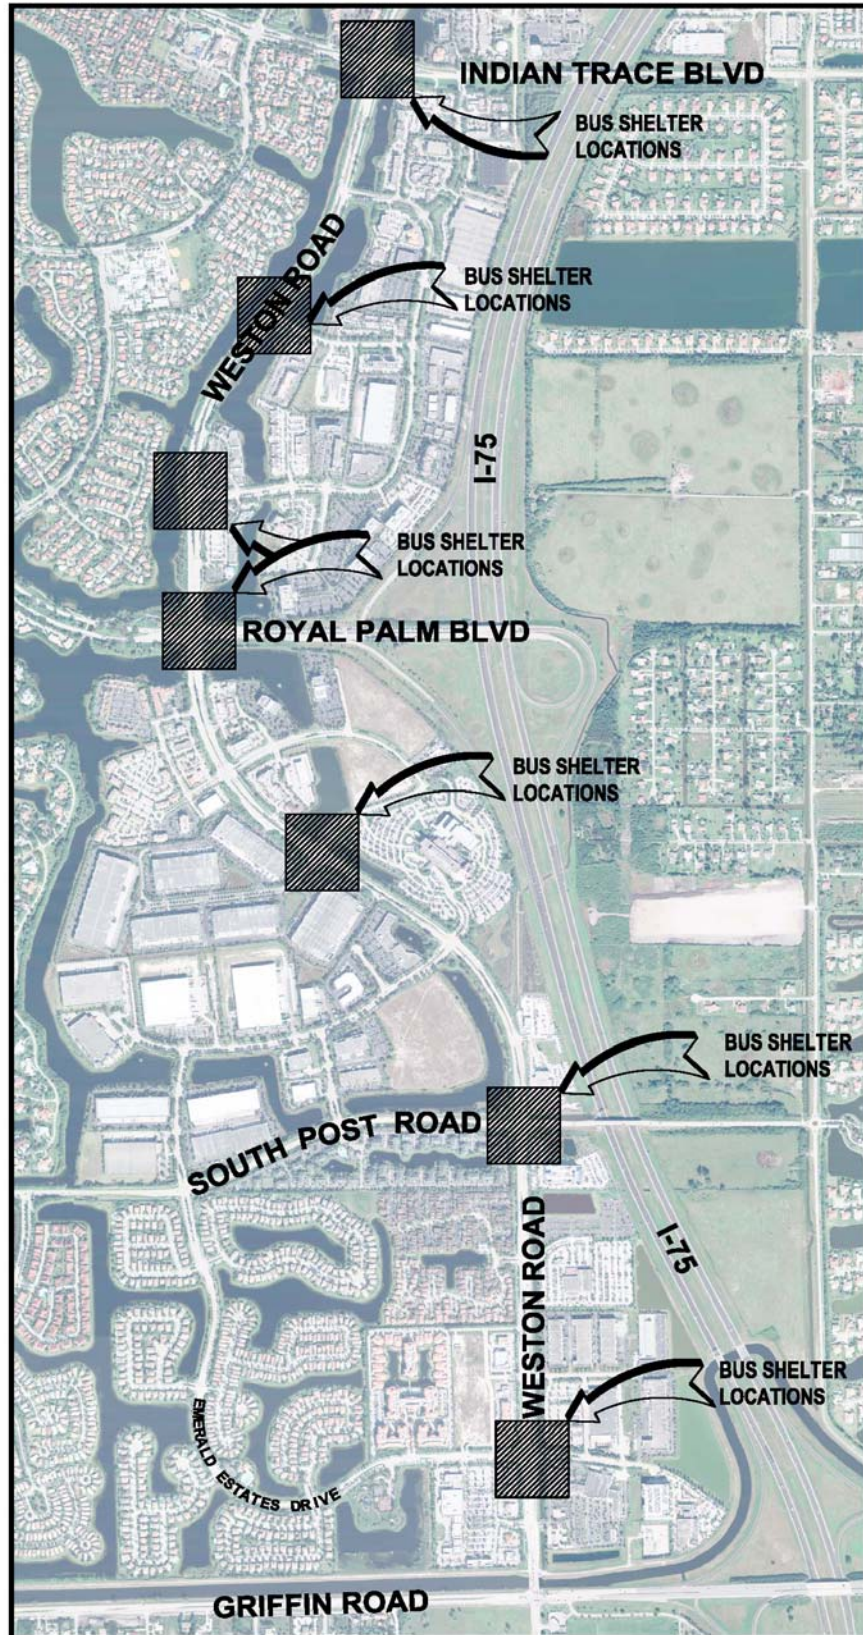 INDIAN TRACE BLVD
BUS SHELTER
LOCATIONS
WESTON ROAD
BUS SHELTER
LOCATIONS
I-75
BUS SHELTER
LOCATIONS
ROYAL PALM BLVD
BUS SHELTER
LOCATIONS
BUS SHELTER
LOCATIONS
SOUTH POST ROAD
WESTON ROAD
I-75
BUS SHELTER
LOCATIONS
EMERALD ESTATES DRIVE
GRIFFIN ROAD